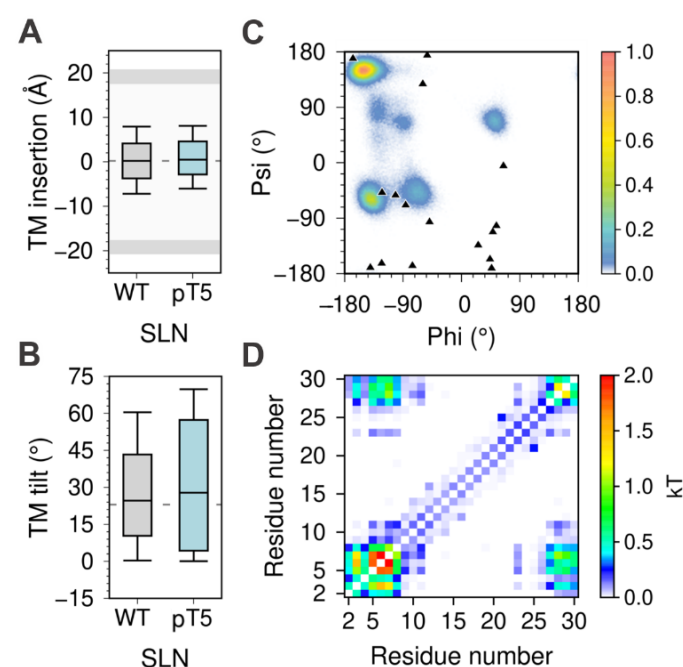 A
TM insertion (Å)
20
10
0
−10
−20
WT pT5
SLN
C
Psi (°)
180
90
0
−90
−180
−180 −90 0 90 180
Phi (°)
1.0
0.8
0.6
0.4
0.2
0.0
B
TM tilt (°)
75
60
45
30
15
0
−15
WT pT5
SLN
D
Residue number
30
25
20
15
10
5
2
2 5 10 15 20 25 30
Residue number
2.0
1.5
1.0
0.5
0.0
kT